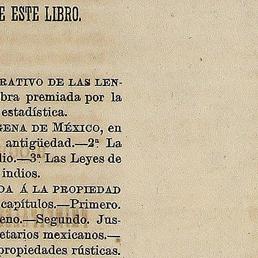 E ESTE LIBRO.
RATIVO DE LAS LEN-
bra premiada por la
estadística.
GENA DE MÉXICO, en
antigüedad.—2ª La
dio.—3ª Las Leyes de
indios.
DA Á LA PROPIEDAD
capítulos.—Primero.
eno.—Segundo. Jus-
etarios mexicanos.—
propiedades rústicas.